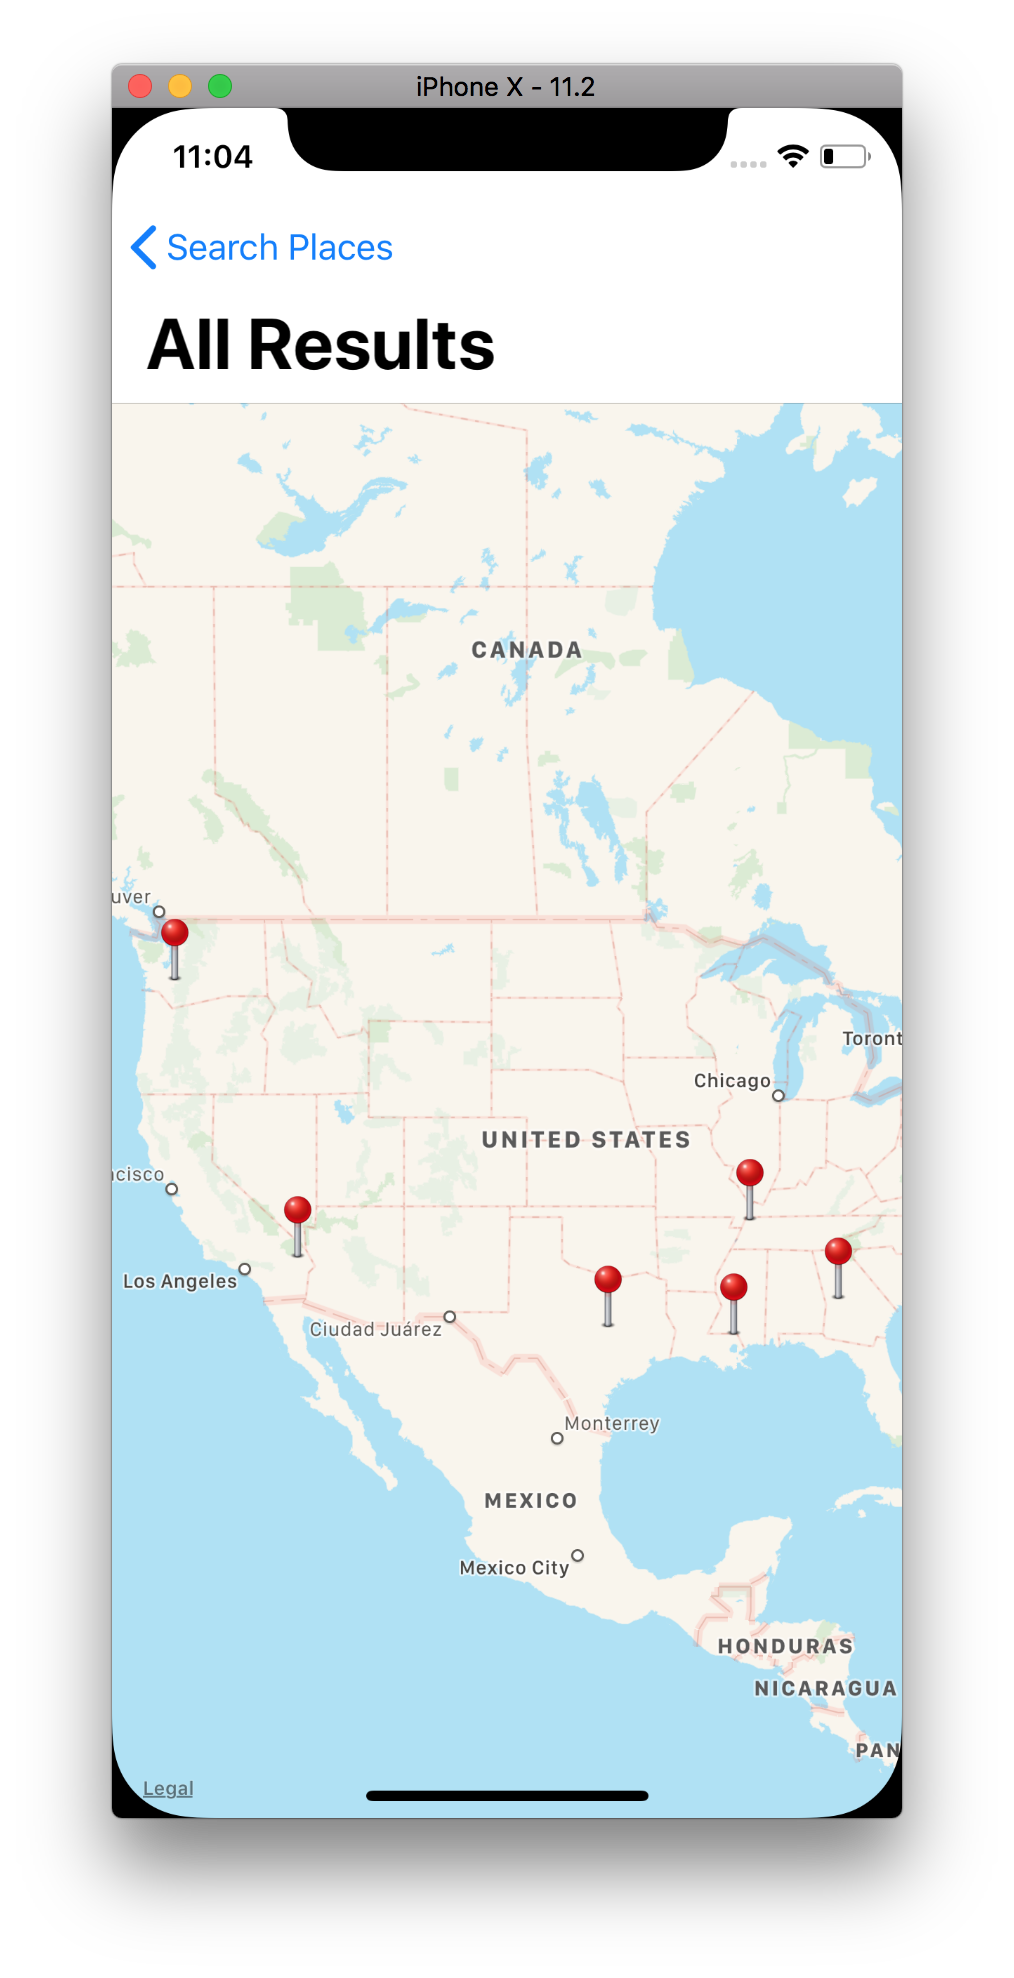 iPhone X - 11.2
11:04
Search Places
All Results
CANADA
uver
Toront
Chicago
UNITED STATES
cisco
Los Angeles
Ciudad Juárez
Monterrey
MEXICO
Mexico City
HONDURAS
NICARAGUA
PAN
Legal